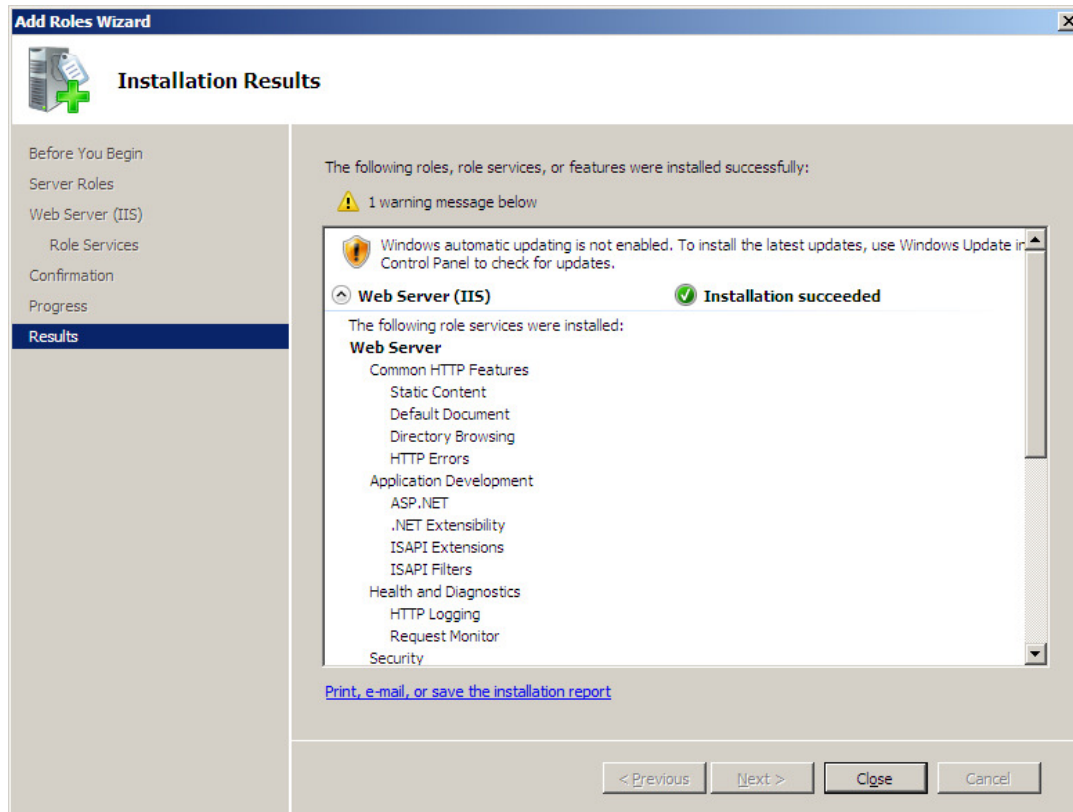 Add Roles Wizard
Installation Results
Before You Begin
Server Roles
Web Server (IIS)
Role Services
Confirmation
Progress
Results
The following roles, role services, or features were installed successfully:
1 warning message below
Windows automatic updating is not enabled. To install the latest updates, use Windows Update in
Control Panel to check for updates.
Web Server (IIS)
Installation succeeded
The following role services were installed:
Web Server
Common HTTP Features
Static Content
Default Document
Directory Browsing
HTTP Errors
Application Development
ASP.NET
.NET Extensibility
ISAPI Extensions
ISAPI Filters
Health and Diagnostics
HTTP Logging
Request Monitor
Security
Print, e-mail, or save the installation report
< Previous
Next >
Close
Cancel